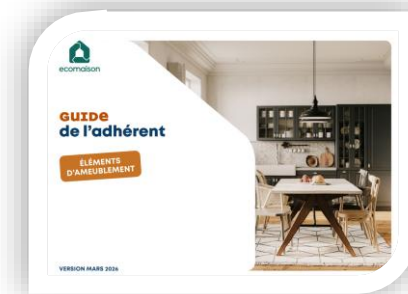 ecomaison
GUIDE
de l'adhérent
ÉLÉMENTS
D'AMEUBLEMENT
VERSION MARS 2026